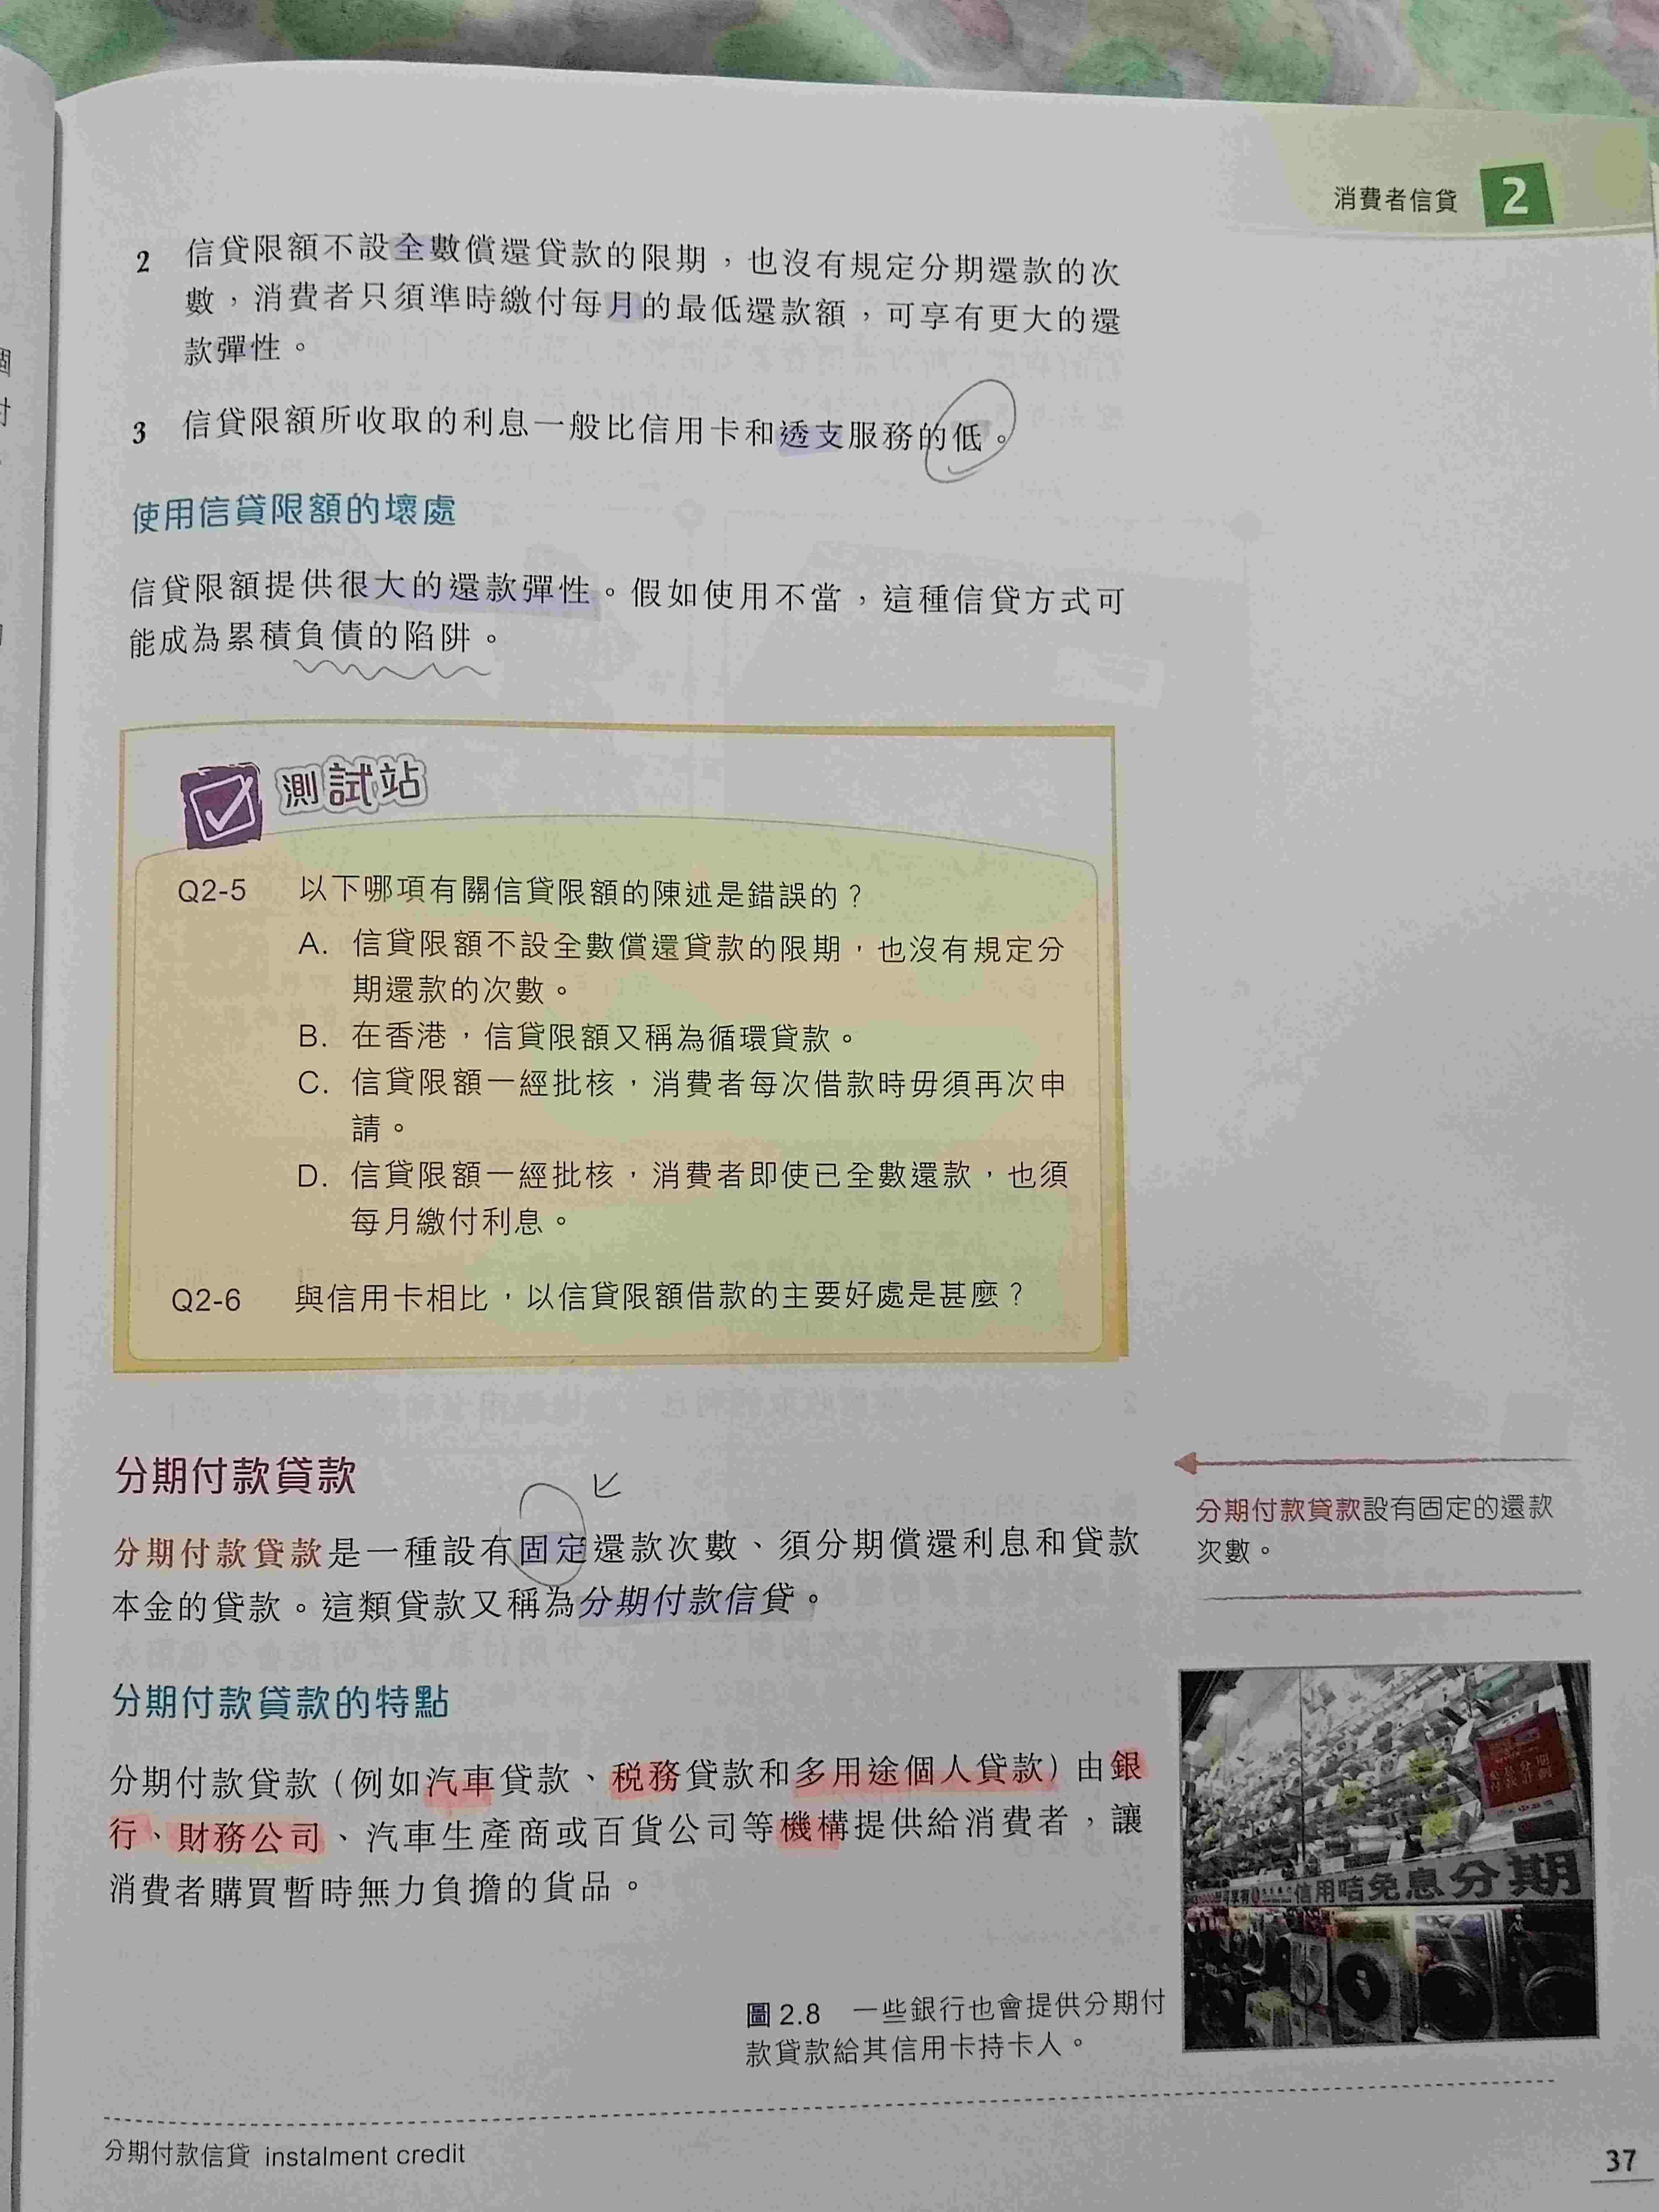 消費者信貸 2
2 信貸限額不設全數償還貸款的限期，也沒有規定分期還款的次
數，消費者只須準時繳付每月的最低還款額，可享有更大的還
款彈性。
3 信貸限額所收取的利息一般比信用卡和透支服務的低。
使用信貸限額的壞處
信貸限額提供很大的還款彈性。假如使用不當，這種信貸方式可
能成為累積負債的陷阱。
測試站
Q2-5 以下哪項有關信貸限額的陳述是錯誤的？
A. 信貸限額不設全數償還貸款的限期，也沒有規定分
期還款的次數。
B. 在香港，信貸限額又稱為循環貸款。
C. 信貸限額一經批核，消費者每次借款時毋須再次申
請。
D. 信貸限額一經批核，消費者即使已全數還款，也須
每月繳付利息。
Q2-6 與信用卡相比，以信貸限額借款的主要好處是甚麼？
分期付款貸款
分期付款貸款是一種設有固定還款次數、須分期償還利息和貸款
本金的貸款。這類貸款又稱為分期付款信貸。
分期付款貸款設有固定的還款
次數。
分期付款貸款的特點
分期付款貸款（例如汽車貸款、稅務貸款和多用途個人貸款）由銀
行、財務公司、汽車生產商或百貨公司等機構提供給消費者，讓
消費者購買暫時無力負擔的貨品。
信用咭免息分期
圖 2.8 一些銀行也會提供分期付
款貸款給其信用卡持卡人。
分期付款信貸 instalment credit
37